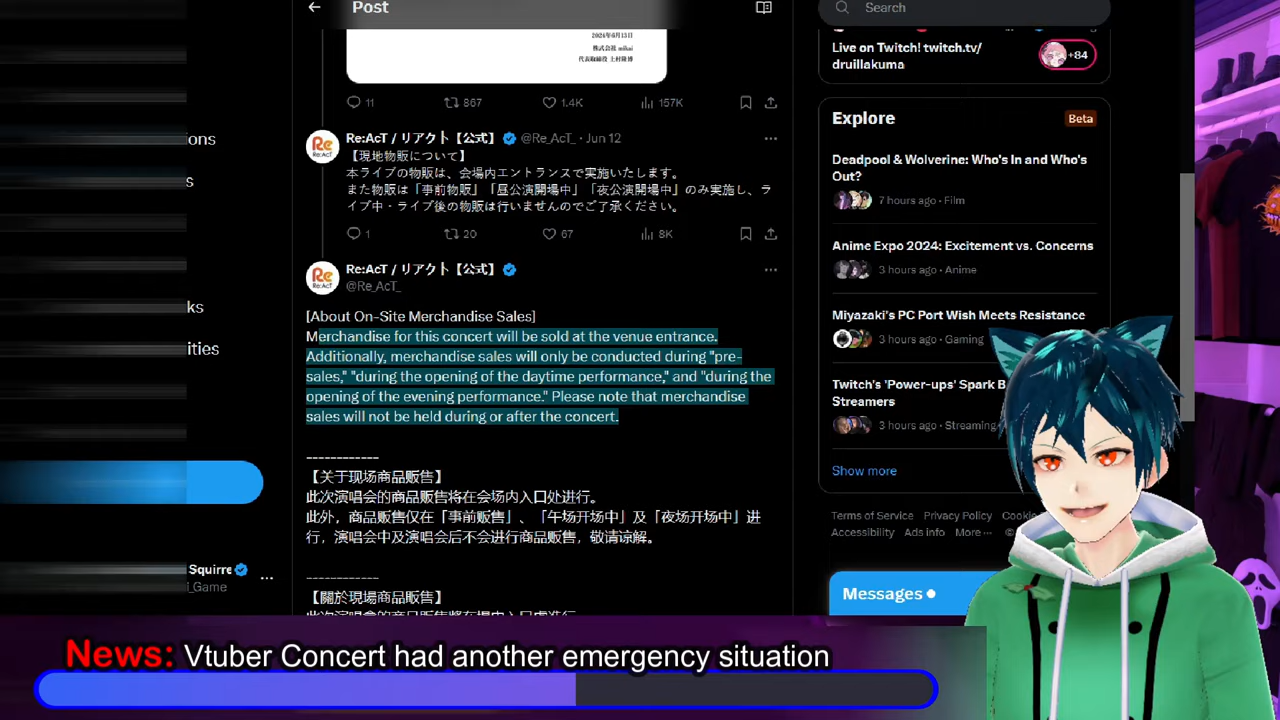 Post
Search
2024年6月15日
株式会社 mikai
代表取締役 上村隆博
11
867
1.4K
157K
Re:AcT / リアクト【公式】 @Re_AcT_ · Jun 12
【現地物販について】
本ライブの物販は、会場内エントランスで実施いたします。
また物販は「事前物販」「昼公演開場中」「夜公演開場中」のみ実施し、ラ
イブ中・ライブ後の物販は行いませんのでご了承ください。
1
20
67
8K
Re:AcT / リアクト【公式】
@Re_AcT_
[About On-Site Merchandise Sales]
Merchandise for this concert will be sold at the venue entrance.
Additionally, merchandise sales will only be conducted during "pre-
sales," "during the opening of the daytime performance," and "during the
opening of the evening performance." Please note that merchandise
sales will not be held during or after the concert.
------------
【关于现场商品贩售】
此次演唱会的商品贩售将在会场内入口处进行。
此外，商品贩售仅在「事前贩售」、「午场开场中」及「夜场开场中」进
行，演唱会中及演唱会后不会进行商品贩售，敬请谅解。
------------
【關於現場商品販售】
ons
s
ks
ities
Squirre
_Game
Live on Twitch! twitch.tv/
druillakuma
+84
Explore
Beta
Deadpool & Wolverine: Who's In and Who's
Out?
7 hours ago · Film
Anime Expo 2024: Excitement vs. Concerns
3 hours ago · Anime
Miyazaki's PC Port Wish Meets Resistance
3 hours ago · Gaming
Twitch's 'Power-ups' Spark B
Streamers
3 hours ago · Streaming
Show more
Terms of Service Privacy Policy Cookie
Accessibility Ads info More ··· ©
Messages
News: Vtuber Concert had another emergency situation